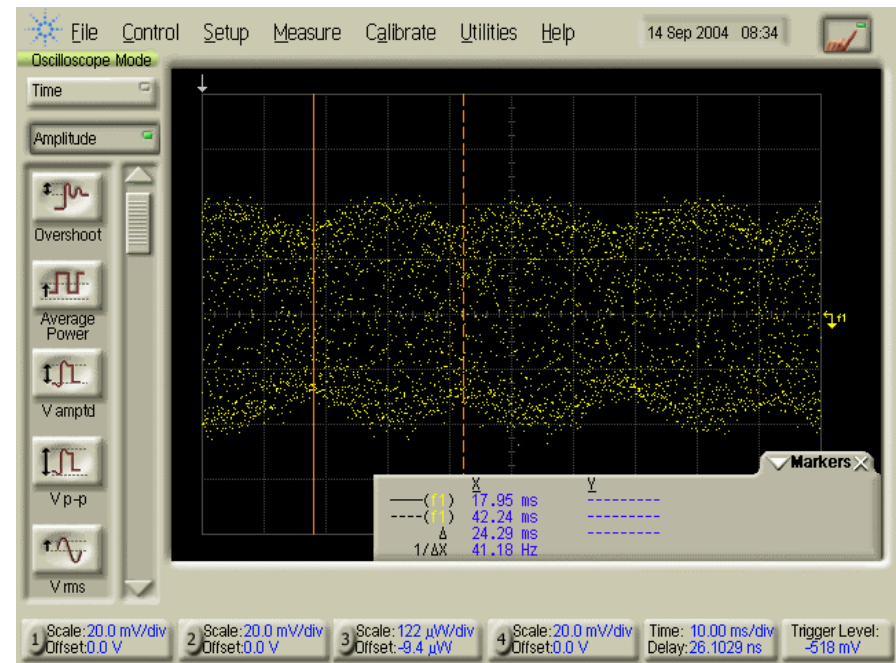 File Control Setup Measure Calibrate Utilities Help 14 Sep 2004 08:34
Oscilloscope Mode
Time
Amplitude
Overshoot
Average
Power
V amptd
V p-p
V rms
f1
Markers
X Y
(f1) 17.95 ms ---------
(f1) 42.24 ms ---------
Δ 24.29 ms ---------
1/ΔX 41.18 Hz
1 Scale:20.0 mV/div
Offset:0.0 V
2 Scale:20.0 mV/div
Offset:0.0 V
3 Scale:122 µW/div
Offset:-9.4 µW
4 Scale:20.0 mV/div
Offset:0.0 V
Time: 10.00 ms/div
Delay:26.1029 ns
Trigger Level:
-518 mV